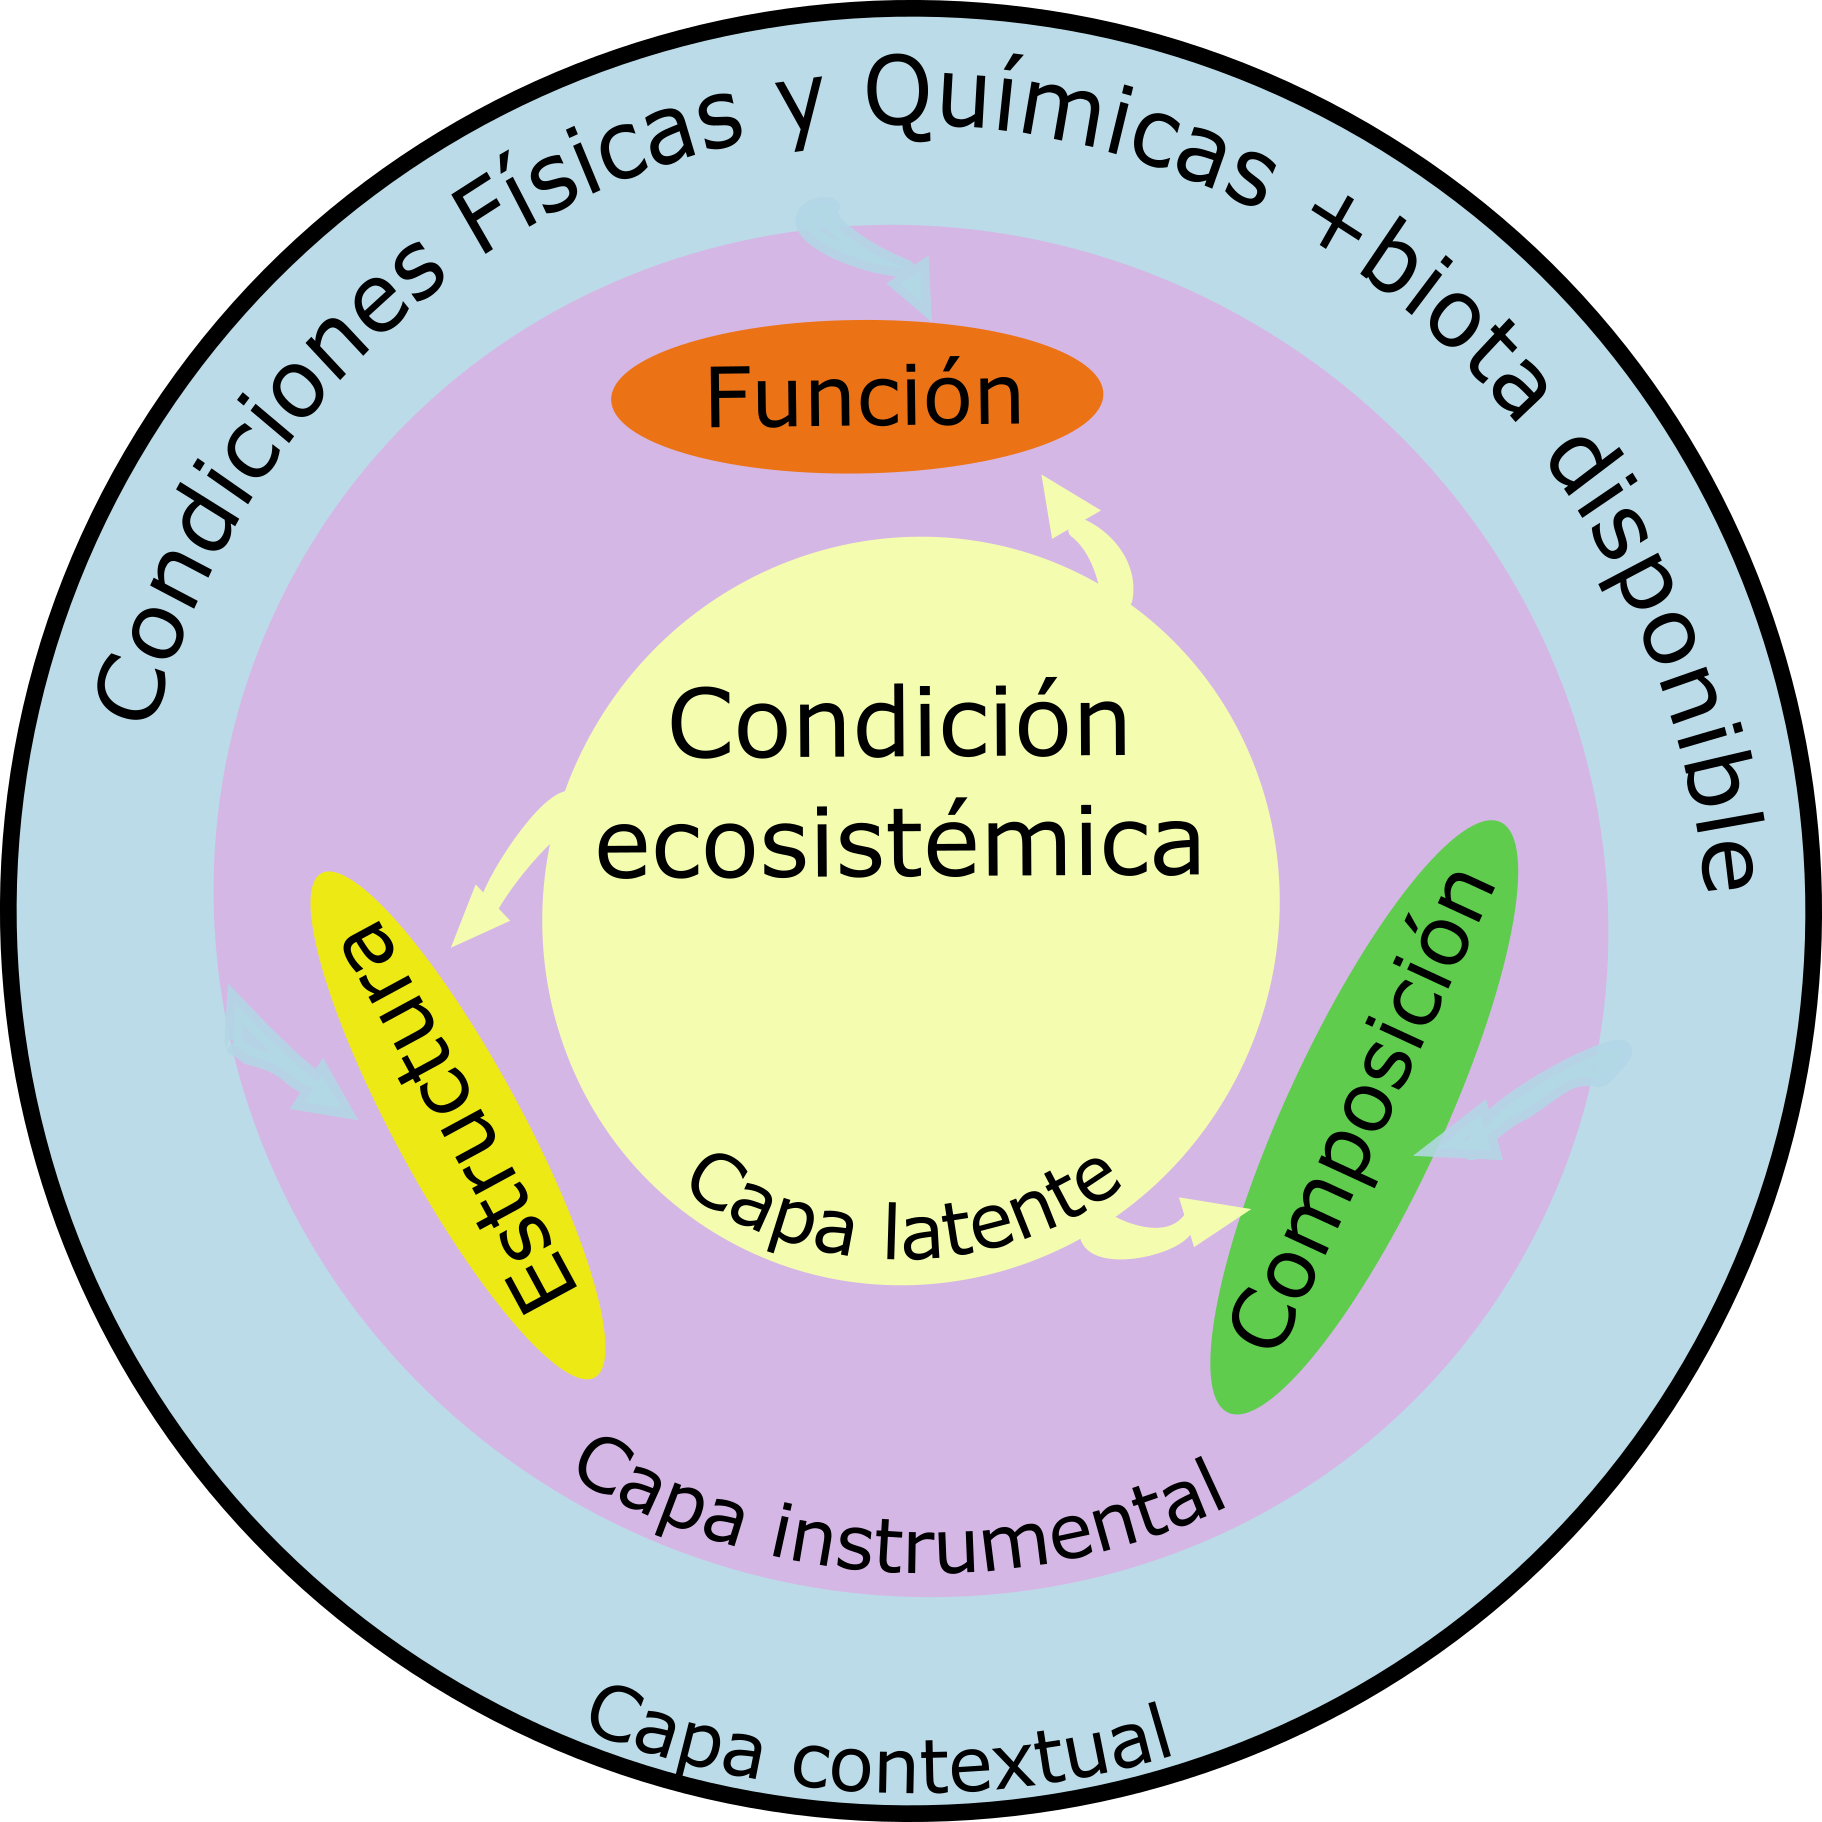 Condiciones Físicas y Químicas +biota disponible
Función
Condición
ecosistémica
Estructura
Composición
Capa latente
Capa instrumental
Capa contextual